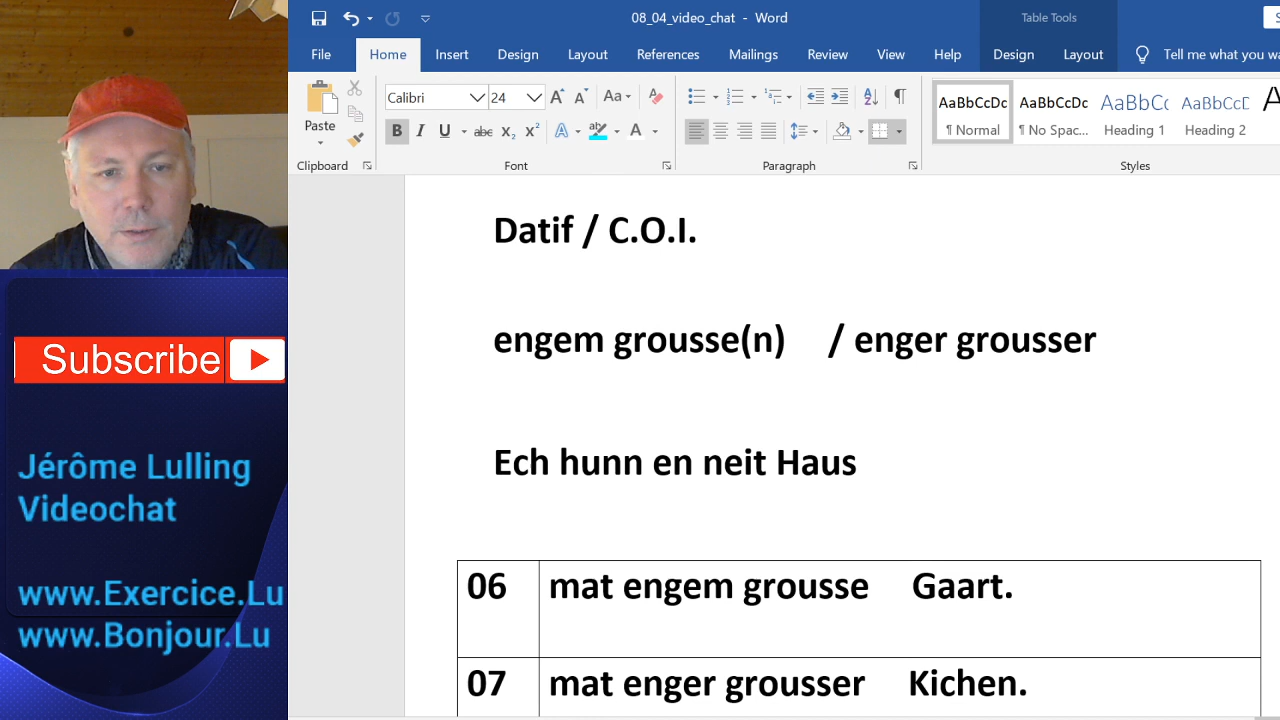 08_04_video_chat - Word
Table Tools
File Home Insert Design Layout References Mailings Review View Help Design Layout Tell me what you
Paste
Clipboard
Calibri 24
Font
Paragraph
AaBbCcDc AaBbCcDc AaBbCc AaBbCcD
¶ Normal ¶ No Spac... Heading Heading 2
Styles
Datif / C.O.I.
engem grousse(n) / enger grousser
Ech hunn en neit Haus
06 mat engem grousse Gaart.
07 mat enger grousser Kichen.
Subscribe
Jérôme Lulling
Videochat
www.Exercice.Lu
www.Bonjour.Lu